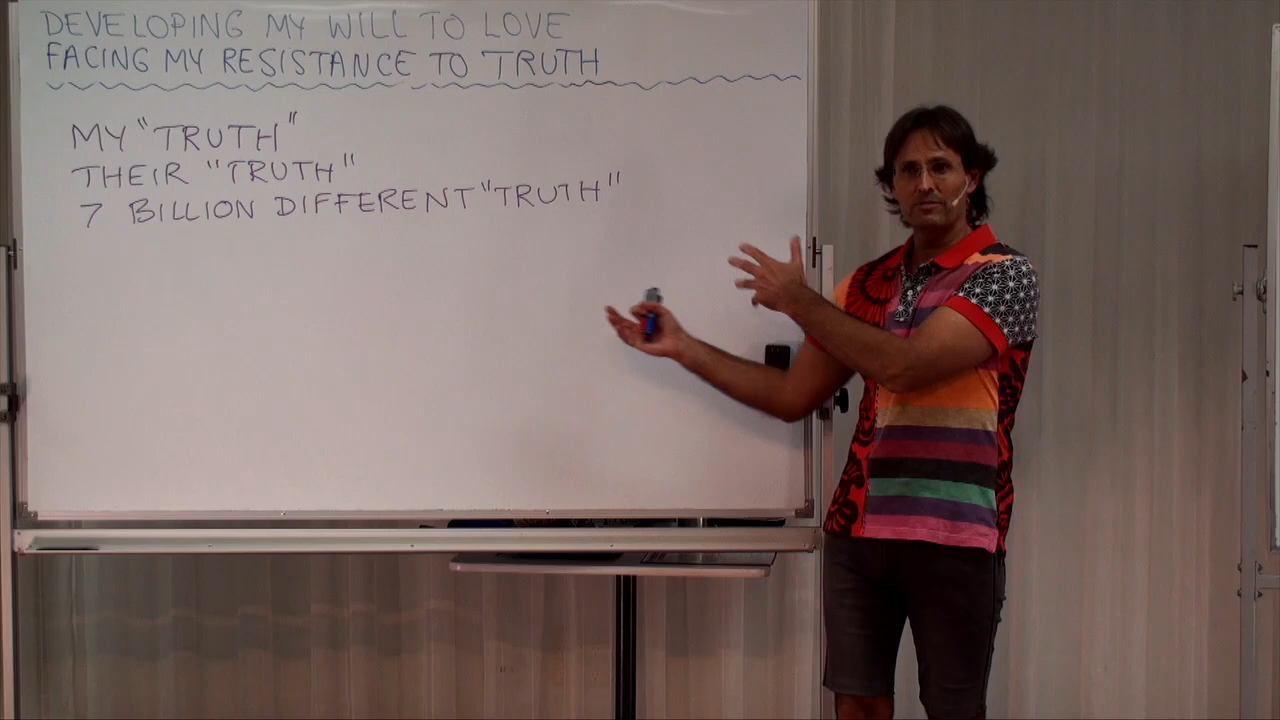 DEVELOPING MY WILL TO LOVE
FACING MY RESISTANCE TO TRUTH
MY "TRUTH"
THEIR "TRUTH"
7 BILLION DIFFERENT "TRUTH"